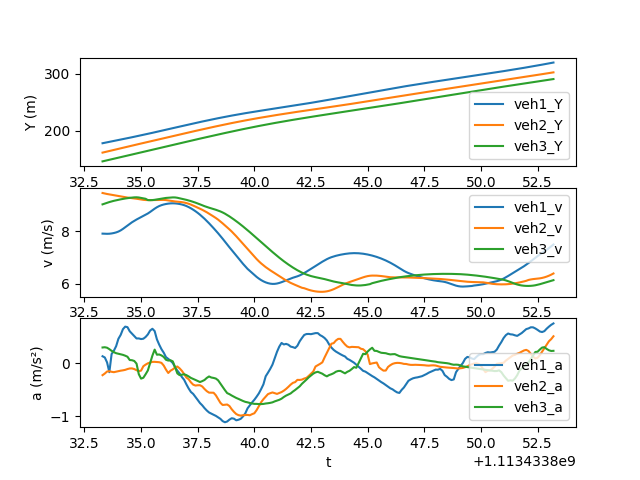 300
200
Y (m)
veh1_Y
veh2_Y
veh3_Y
32.5 35.0 37.5 40.0 42.5 45.0 47.5 50.0 52.5
8
6
v (m/s)
veh1_v
veh2_v
veh3_v
32.5 35.0 37.5 40.0 42.5 45.0 47.5 50.0 52.5
0
−1
a (m/s²)
veh1_a
veh2_a
veh3_a
32.5 35.0 37.5 40.0 42.5 45.0 47.5 50.0 52.5
t
+1.1134338e9